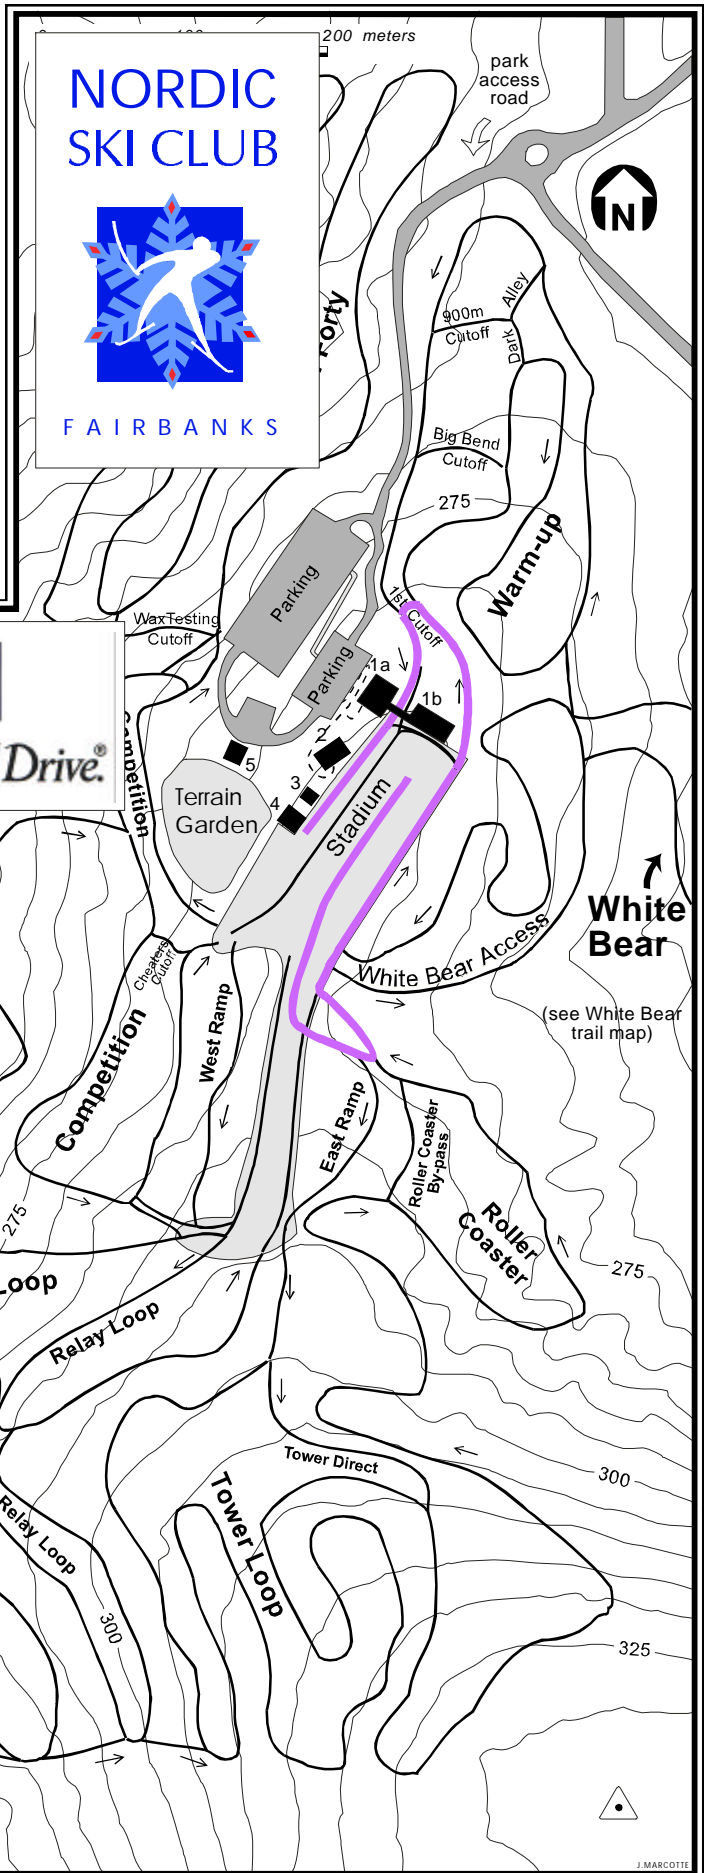 200 meters
NORDIC
SKI CLUB
FAIRBANKS
park
access
road
N
Forty
900m
Cutoff
Dark
Alley
Big Bend
Cutoff
275
Warm-up
Parking
1st Cutoff
Wax Testing
Cutoff
Parking
1a
1b
2
3
4
5
Drive.®
Competition
Terrain
Garden
Stadium
White
Bear
White Bear Access
(see White Bear
trail map)
Cheaters
Cutoff
Competition
West Ramp
East Ramp
Roller Coaster
By-pass
Roller
Coaster
275
275
Loop
Relay Loop
Tower Direct
300
Tower Loop
Relay Loop
300
325
J.MARCOTTE